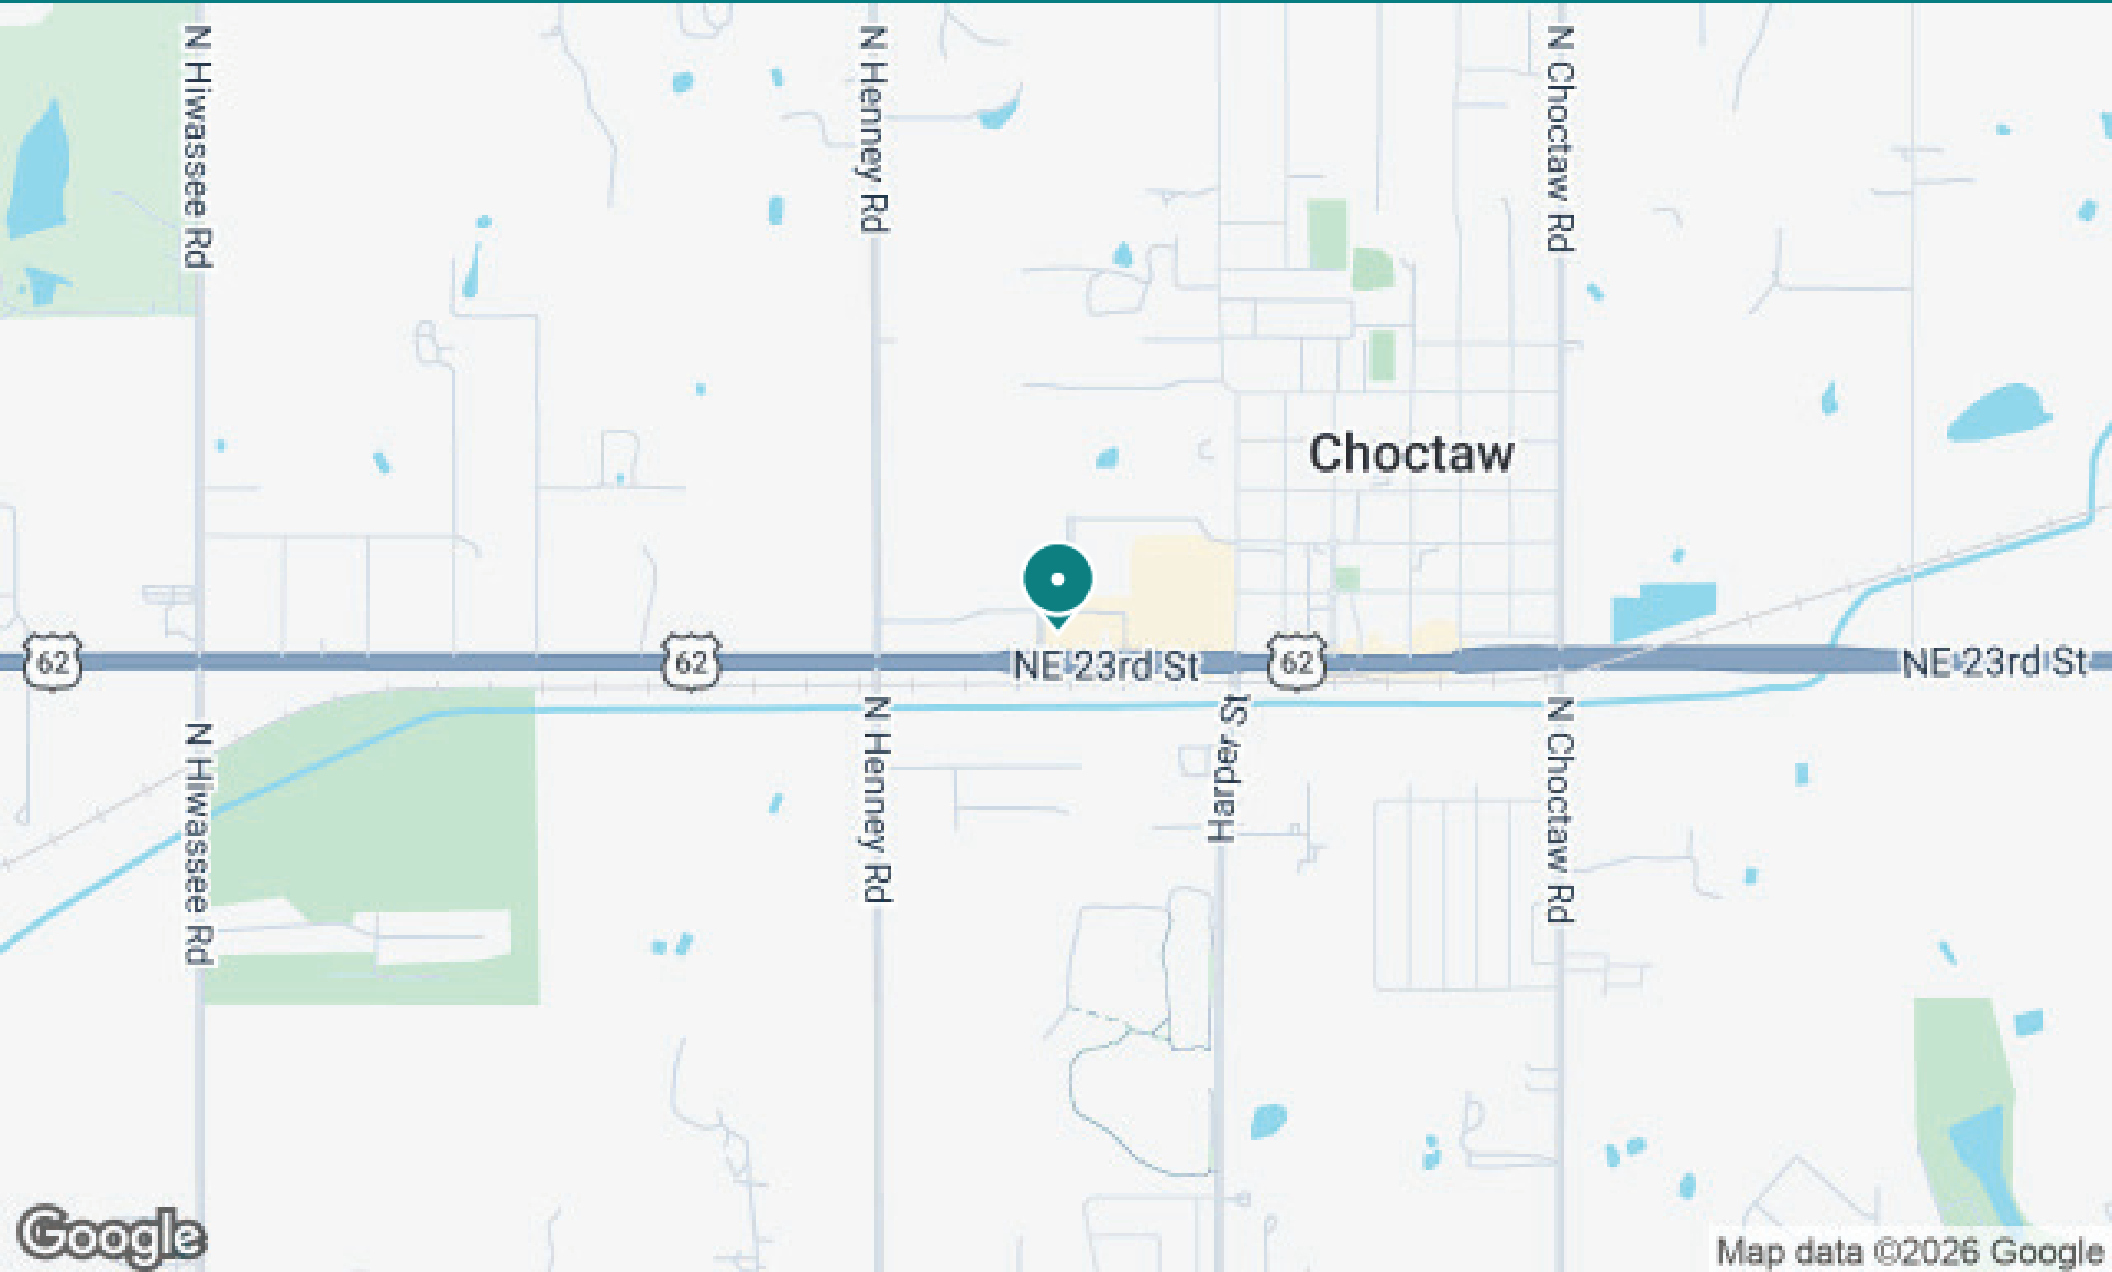 N Hiwassee Rd
N Henney Rd
N Choctaw Rd
Choctaw
62
62
NE 23rd St
62
NE 23rd St
N Hiwassee Rd
N Henney Rd
Harper St
N Choctaw Rd
Google
Map data ©2026 Google